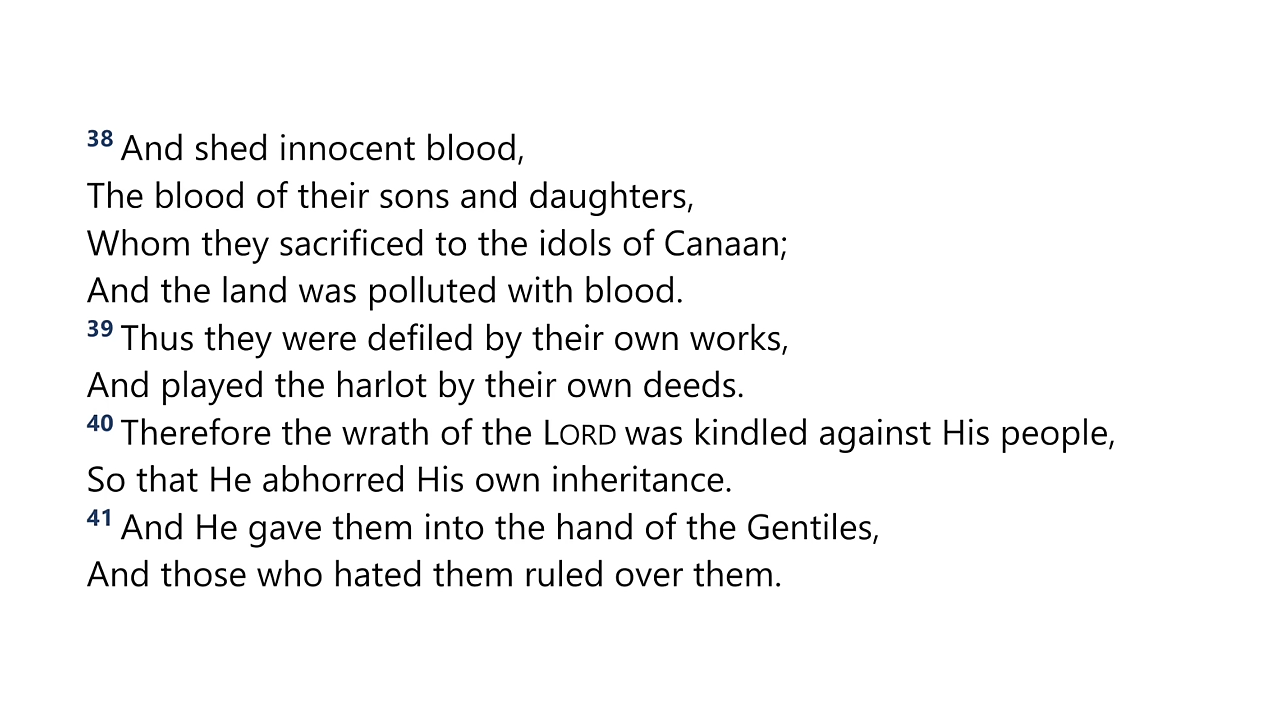 38 And shed innocent blood,
The blood of their sons and daughters,
Whom they sacrificed to the idols of Canaan;
And the land was polluted with blood.
39 Thus they were defiled by their own works,
And played the harlot by their own deeds.
40 Therefore the wrath of the LORD was kindled against His people,
So that He abhorred His own inheritance.
41 And He gave them into the hand of the Gentiles,
And those who hated them ruled over them.